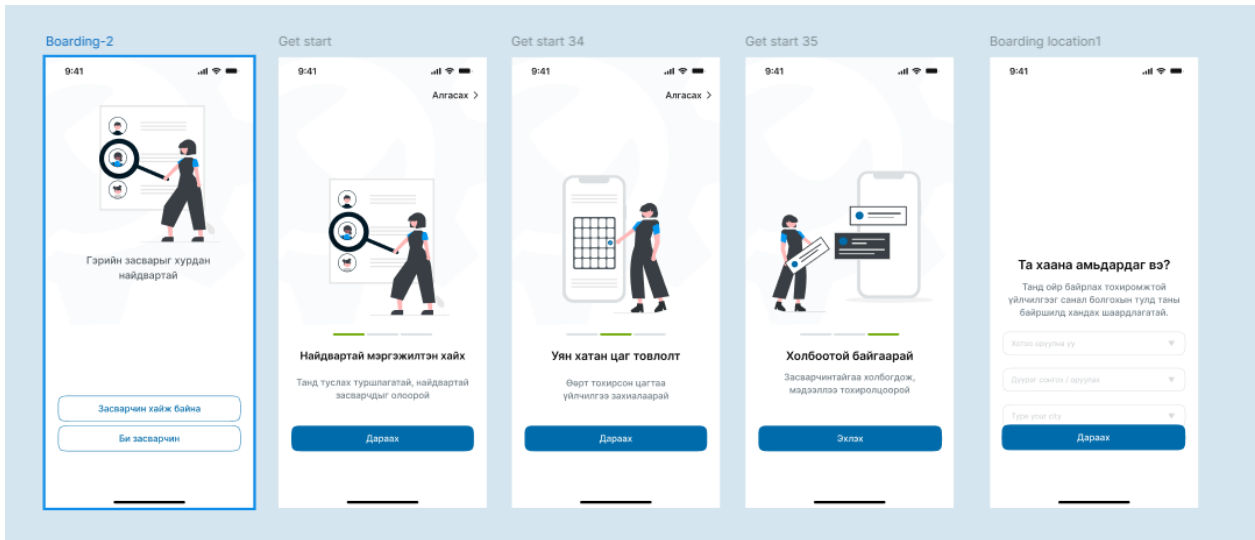 Boarding-2
9:41
Гэрийн засварыг хурдан
найдвартай
Засварчин хайж байна
Би засварчин
Get start
9:41
Алгасах >
Найдвартай мэргэжилтэн хайх
Танд туслах туршлагатай, найдвартай
засварчдыг олоорой
Дараах
Get start 34
9:41
Алгасах >
Уян хатан цаг товлолт
Өөрт тохирсон цагтаа
үйлчилгээ захиалаарай
Дараах
Get start 35
9:41
Холбоотой байгаарай
Засварчинтайгаа холбогдож,
мэдээллээ тохиролцоорой
Эхлэх
Boarding location1
9:41
Та хаана амьдардаг вэ?
Танд ойр байрлах тохиромжтой
үйлчилгээг санал болгохын тулд таны
байршилд хандах шаардлагатай.
Хотоо оруулна уу
Дүүрэг сонгох / оруулах
Type your city
Дараах